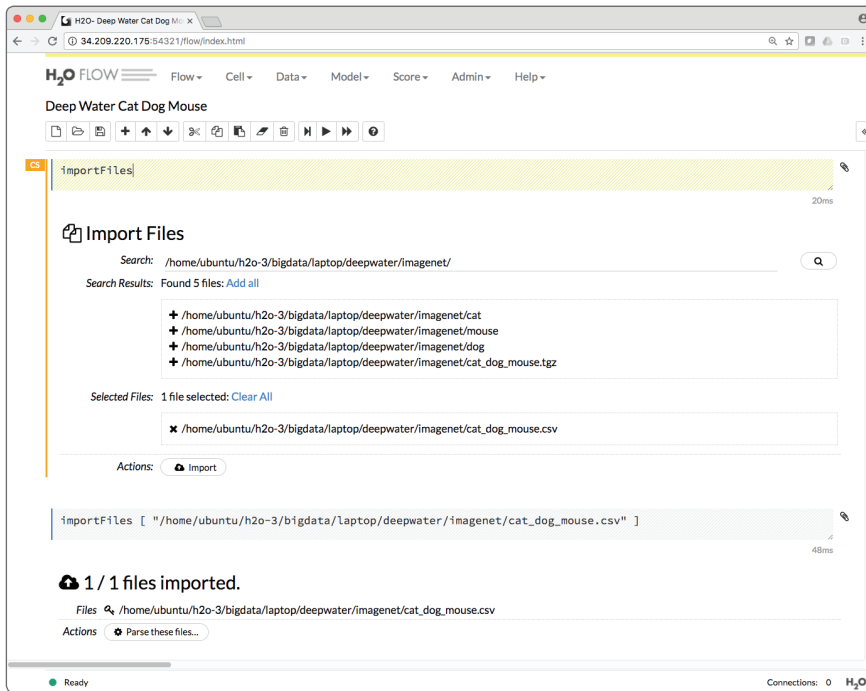 H2O- Deep Water Cat Dog Mo
34.209.220.175:54321/flow/index.html
H2O FLOW Flow Cell Data Model Score Admin Help
Deep Water Cat Dog Mouse
CS
importFiles
20ms
Import Files
Search: /home/ubuntu/h2o-3/bigdata/laptop/deepwater/imagenet/
Search Results: Found 5 files: Add all
/home/ubuntu/h2o-3/bigdata/laptop/deepwater/imagenet/cat
/home/ubuntu/h2o-3/bigdata/laptop/deepwater/imagenet/mouse
/home/ubuntu/h2o-3/bigdata/laptop/deepwater/imagenet/dog
/home/ubuntu/h2o-3/bigdata/laptop/deepwater/imagenet/cat_dog_mouse.tgz
Selected Files: 1 file selected: Clear All
/home/ubuntu/h2o-3/bigdata/laptop/deepwater/imagenet/cat_dog_mouse.csv
Actions: Import
importFiles [ "/home/ubuntu/h2o-3/bigdata/laptop/deepwater/imagenet/cat_dog_mouse.csv" ]
48ms
1 / 1 files imported.
Files /home/ubuntu/h2o-3/bigdata/laptop/deepwater/imagenet/cat_dog_mouse.csv
Actions Parse these files...
Ready Connections: 0 H2O